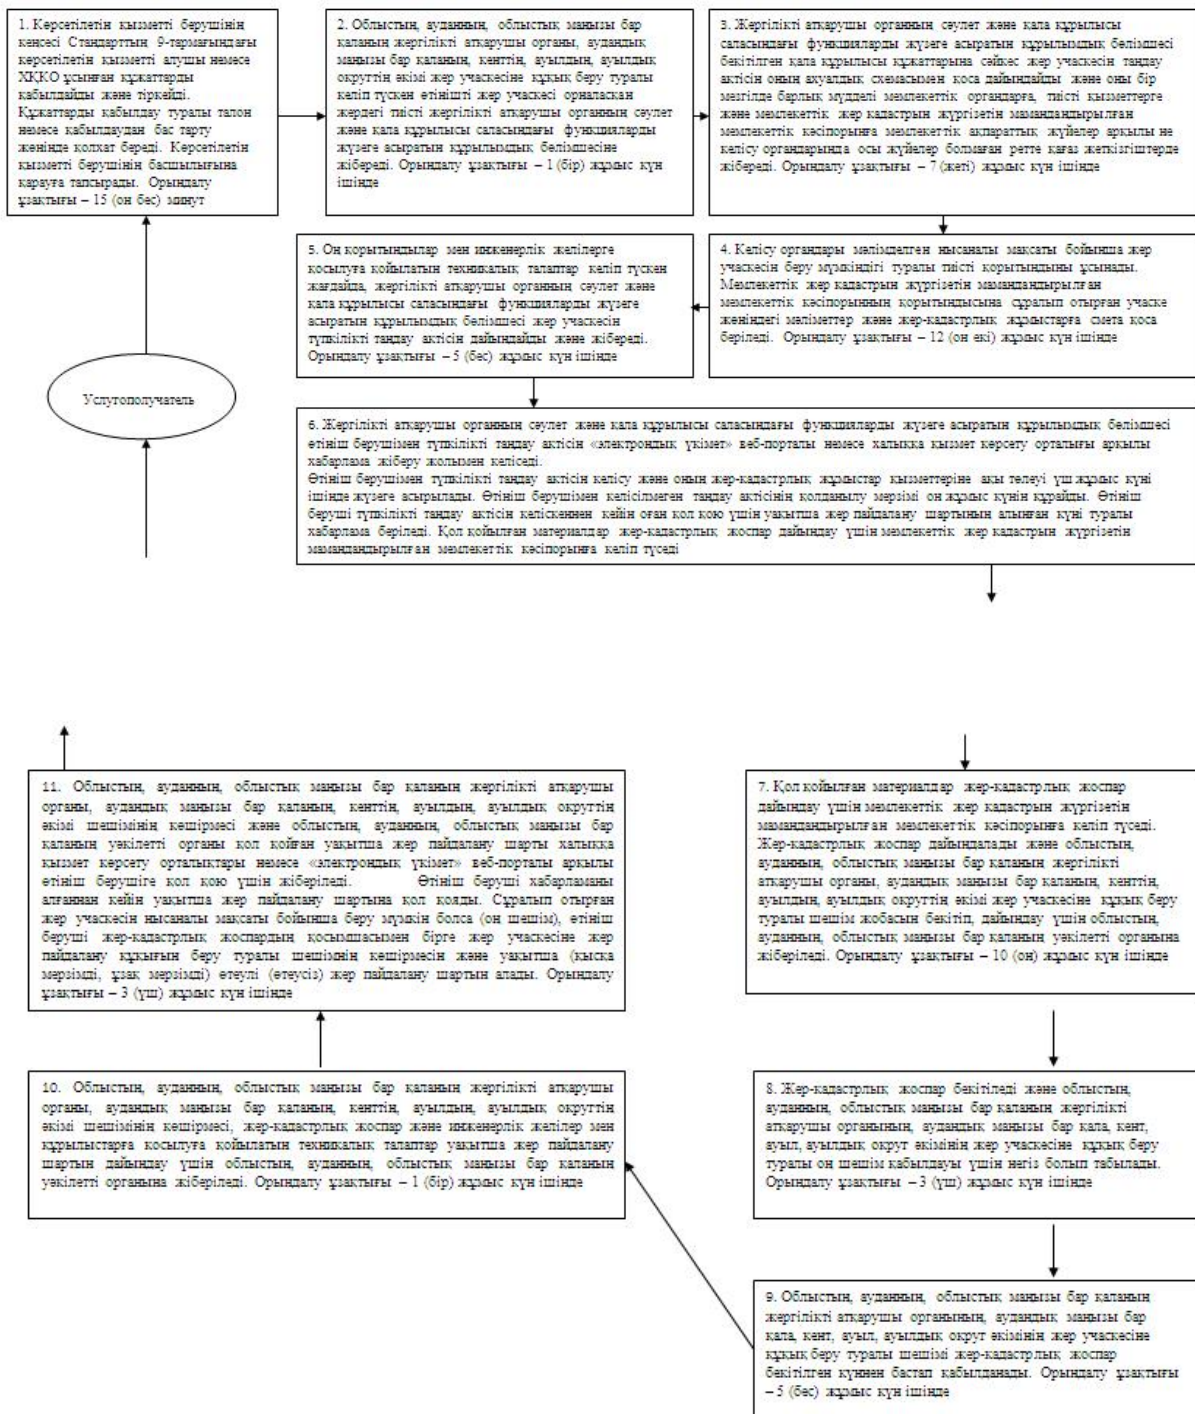 1. Көрсетілетін қызметті берушінің
кеңсесі Стандарттың 9-тармағындағы
көрсетілетін қызметті алушы немесе
ХҚКО ұсынған құжаттарды
қабылдайды және тіркейді.
Құжаттарды қабылдау туралы талон
немесе қабылдаудан бас тарту
жөнінде қолхат береді. Көрсетілетін
қызметті берушінің басшылығына
қарауға тапсырады. Орындалу
ұзақтығы – 15 (он бес) минут
2. Облыстың, ауданның, облыстық маңызы бар
қаланың жергілікті атқарушы органы, аудандық
маңызы бар қаланың, кенттің, ауылдың, ауылдық
округтің әкімі жер учаскесіне құқық беру туралы
келіп түскен өтінішті жер учаскесі орналасқан
жердегі тиісті жергілікті атқарушы органның сәулет
және қала құрылысы саласындағы функцияларды
жүзеге асыратын құрылымдық бөлімшесіне
жібереді. Орындалу ұзақтығы – 1 (бір) жұмыс күн
ішінде
3. Жергілікті атқарушы органның сәулет және қала құрылысы
саласындағы функцияларды жүзеге асыратын құрылымдық бөлімшесі
бекітілген қала құрылысы құжаттарына сәйкес жер учаскесін таңдау
актісін оның ахуалдық схемасымен қоса дайындайды және оны бір
мезгілде барлық мүдделі мемлекеттік органдарға, тиісті қызметтерге
және мемлекеттік жер кадастрын жүргізетін мамандандырылған
мемлекеттік кәсіпорынға мемлекеттік ақпараттық жүйелер арқылы не
келісу органдарында осы жүйелер болмаған ретте қағаз жеткізгіштерде
жібереді. Орындалу ұзақтығы – 7 (жеті) жұмыс күн ішінде
4. Келісу органдары мәлімделген нысаналы мақсаты бойынша жер
учаскесін беру мүмкіндігі туралы тиісті қорытындыны ұсынады.
Мемлекеттік жер кадастрын жүргізетін мамандандырылған
мемлекеттік кәсіпорынның қорытындысына сұралып отырған учаске
жөніндегі мәліметтер және жер-кадастрлық жұмыстарға смета қоса
беріледі. Орындалу ұзақтығы – 12 (он екі) жұмыс күн ішінде
5. Оң қорытындылар мен инженерлік желілерге
қосылуға қойылатын техникалық талаптар келіп түскен
жағдайда, жергілікті атқарушы органның сәулет және
қала құрылысы саласындағы функцияларды жүзеге
асыратын құрылымдық бөлімшесі жер учаскесін
түпкілікті таңдау актісін дайындайды және жібереді.
Орындалу ұзақтығы – 5 (бес) жұмыс күн ішінде
Услугополучатель
6. Жергілікті атқарушы органның сәулет және қала құрылысы саласындағы функцияларды жүзеге асыратын құрылымдық бөлімшесі
өтініш берушімен түпкілікті таңдау актісін «электрондық үкімет» веб-порталы немесе халыққа қызмет көрсету орталығы арқылы
хабарлама жіберу жолымен келіседі.
Өтініш берушімен түпкілікті таңдау актісін келісу және оның жер-кадастрлық жұмыстар қызметтеріне ақы төлеуі үш жұмыс күні
ішінде жүзеге асырылады. Өтініш берушімен келісілмеген таңдау актісінің қолданылу мерзімі он жұмыс күнін құрайды. Өтініш
беруші түпкілікті таңдау актісін келіскеннен кейін оған қол қою үшін уақытша жер пайдалану шартының алынған күні туралы
хабарлама беріледі. Қол қойылған материалдар жер-кадастрлық жоспар дайындау үшін мемлекеттік жер кадастрын жүргізетін
мамандандырылған мемлекеттік кәсіпорынға келіп түседі
7. Қол қойылған материалдар жер-кадастрлық жоспар
дайындау үшін мемлекеттік жер кадастрын жүргізетін
мамандандырылған мемлекеттік кәсіпорынға келіп түседі.
Жер-кадастрлық жоспар дайындалады және облыстың,
ауданның, облыстық маңызы бар қаланың жергілікті
атқарушы органы, аудандық маңызы бар қаланың, кенттің,
ауылдың, ауылдық округтің әкімі жер учаскесіне құқық беру
туралы шешім жобасын бекітіп, дайындау үшін облыстың,
ауданның, облыстық маңызы бар қаланың уәкілетті органына
жіберіледі. Орындалу ұзақтығы – 10 (он) жұмыс күн ішінде
8. Жер-кадастрлық жоспар бекітіледі және облыстың,
ауданның, облыстық маңызы бар қаланың жергілікті
атқарушы органының, аудандық маңызы бар қала, кент,
ауыл, ауылдық округ әкімінің жер учаскесіне құқық беру
туралы оң шешім қабылдауы үшін негіз болып табылады.
Орындалу ұзақтығы – 3 (үш) жұмыс күн ішінде
9. Облыстың, ауданның, облыстық маңызы бар қаланың
жергілікті атқарушы органының, аудандық маңызы бар
қала, кент, ауыл, ауылдық округ әкімінің жер учаскесіне
құқық беру туралы шешімі жер-кадастрлық жоспар
бекітілген күннен бастап қабылданады. Орындалу ұзақтығы
– 5 (бес) жұмыс күн ішінде
10. Облыстың, ауданның, облыстық маңызы бар қаланың жергілікті атқарушы
органы, аудандық маңызы бар қаланың, кенттің, ауылдың, ауылдық округтің
әкімі шешімінің көшірмесі, жер-кадастрлық жоспар және инженерлік желілер мен
құрылыстарға қосылуға қойылатын техникалық талаптар уақытша жер пайдалану
шартын дайындау үшін облыстың, ауданның, облыстық маңызы бар қаланың
уәкілетті органына жіберіледі. Орындалу ұзақтығы – 1 (бір) жұмыс күн ішінде
11. Облыстың, ауданның, облыстық маңызы бар қаланың жергілікті атқарушы
органы, аудандық маңызы бар қаланың, кенттің, ауылдың, ауылдық округтің
әкімі шешімінің көшірмесі және облыстың, ауданның, облыстық маңызы бар
қаланың уәкілетті органы қол қойған уақытша жер пайдалану шарты халыққа
қызмет көрсету орталықтары немесе «электрондық үкімет» веб-порталы арқылы
өтініш берушіге қол қою үшін жіберіледі. Өтініш беруші хабарламаны
алғаннан кейін уақытша жер пайдалану шартына қол қояды. Сұралып отырған
жер учаскесін нысаналы мақсаты бойынша беру мүмкін болса (оң шешім), өтініш
беруші жер-кадастрлық жоспардың қосымшасымен бірге жер учаскесіне жер
пайдалану құқығын беру туралы шешімнің көшірмесін және уақытша (қысқа
мерзімді, ұзақ мерзімді) өтеулі (өтеусіз) жер пайдалану шартын алады. Орындалу
ұзақтығы – 3 (үш) жұмыс күн ішінде